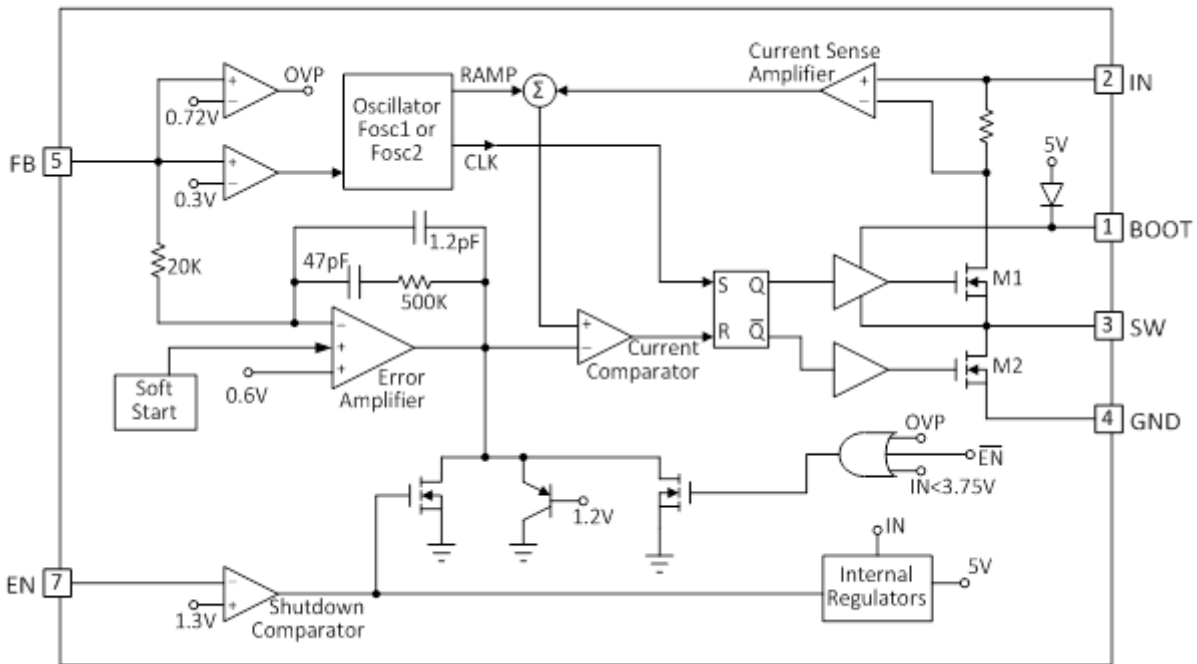 Current Sense
Amplifier
OVP
RAMP
Σ
+
−
2
IN
+
−
0.72V
Oscillator
Fosc1 or
Fosc2
5V
FB
5
+
−
0.3V
CLK
1
BOOT
1.2pF
20K
47pF
500K
S
Q
M1
R
Q̅
3
SW
−
+
+
+
−
Current
Comparator
M2
Soft
Start
0.6V
Error
Amplifier
4
GND
OVP
E̅N̅
IN<3.75V
1.2V
IN
EN
7
−
+
1.3V
Shutdown
Comparator
Internal
Regulators
5V